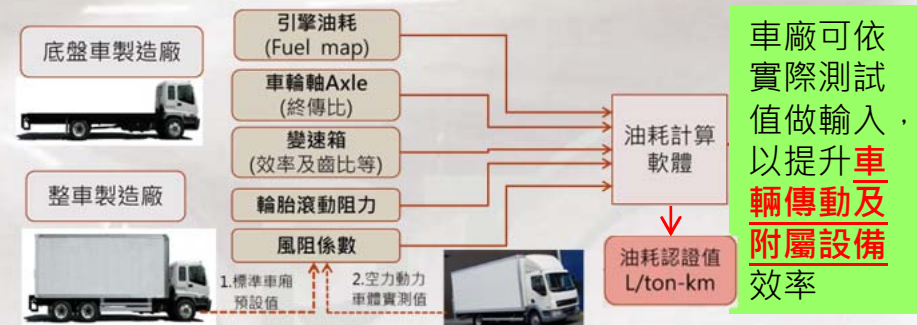 底盤車製造廠
整車製造廠
引擎油耗
(Fuel map)
車輪軸Axle
(終傳比)
變速箱
(效率及齒比等)
輪胎滾動阻力
風阻係數
1.標準車廂
預設值
2.空力動力
車體實測值
油耗計算
軟體
油耗認證值
L/ton-km
車廠可依
實際測試
值做輸入，
以提升車
輛傳動及
附屬設備
效率